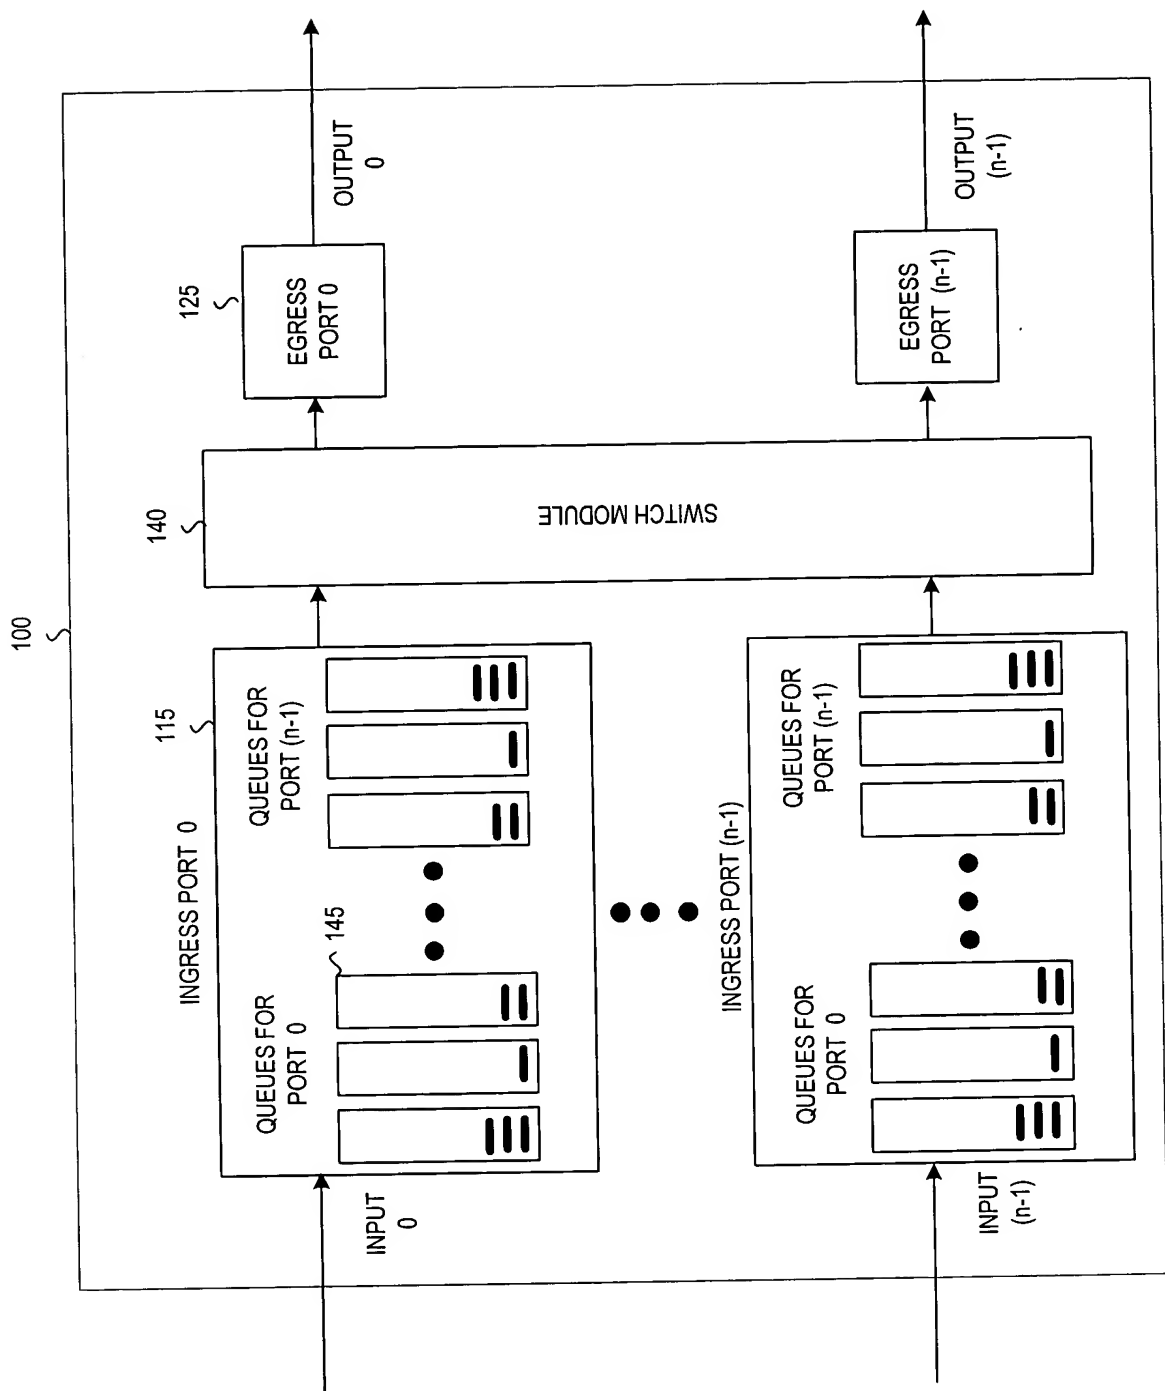 100
INGRESS PORT 0
115
QUEUES FOR
PORT 0
145
QUEUES FOR
PORT (n-1)
INPUT
0
140
SWITCH MODULE
125
EGRESS
PORT 0
OUTPUT
0
INGRESS PORT (n-1)
QUEUES FOR
PORT 0
QUEUES FOR
PORT (n-1)
INPUT
(n-1)
EGRESS
PORT (n-1)
OUTPUT
(n-1)